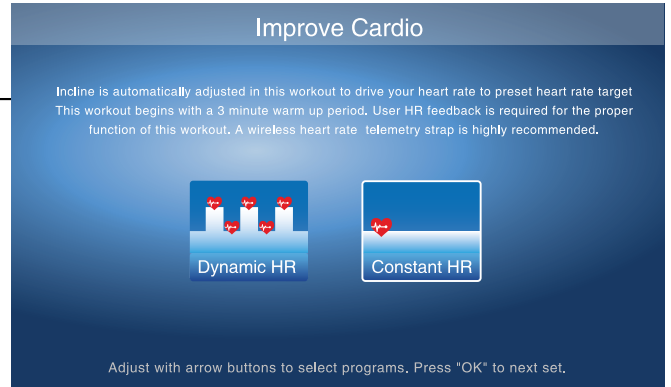 Improve Cardio
Incline is automatically adjusted in this workout to drive your heart rate to preset heart rate target
This workout begins with a 3 minute warm up period. User HR feedback is required for the proper
function of this workout. A wireless heart rate telemetry strap is highly recommended.
Dynamic HR
Constant HR
Adjust with arrow buttons to select programs. Press "OK" to next set.